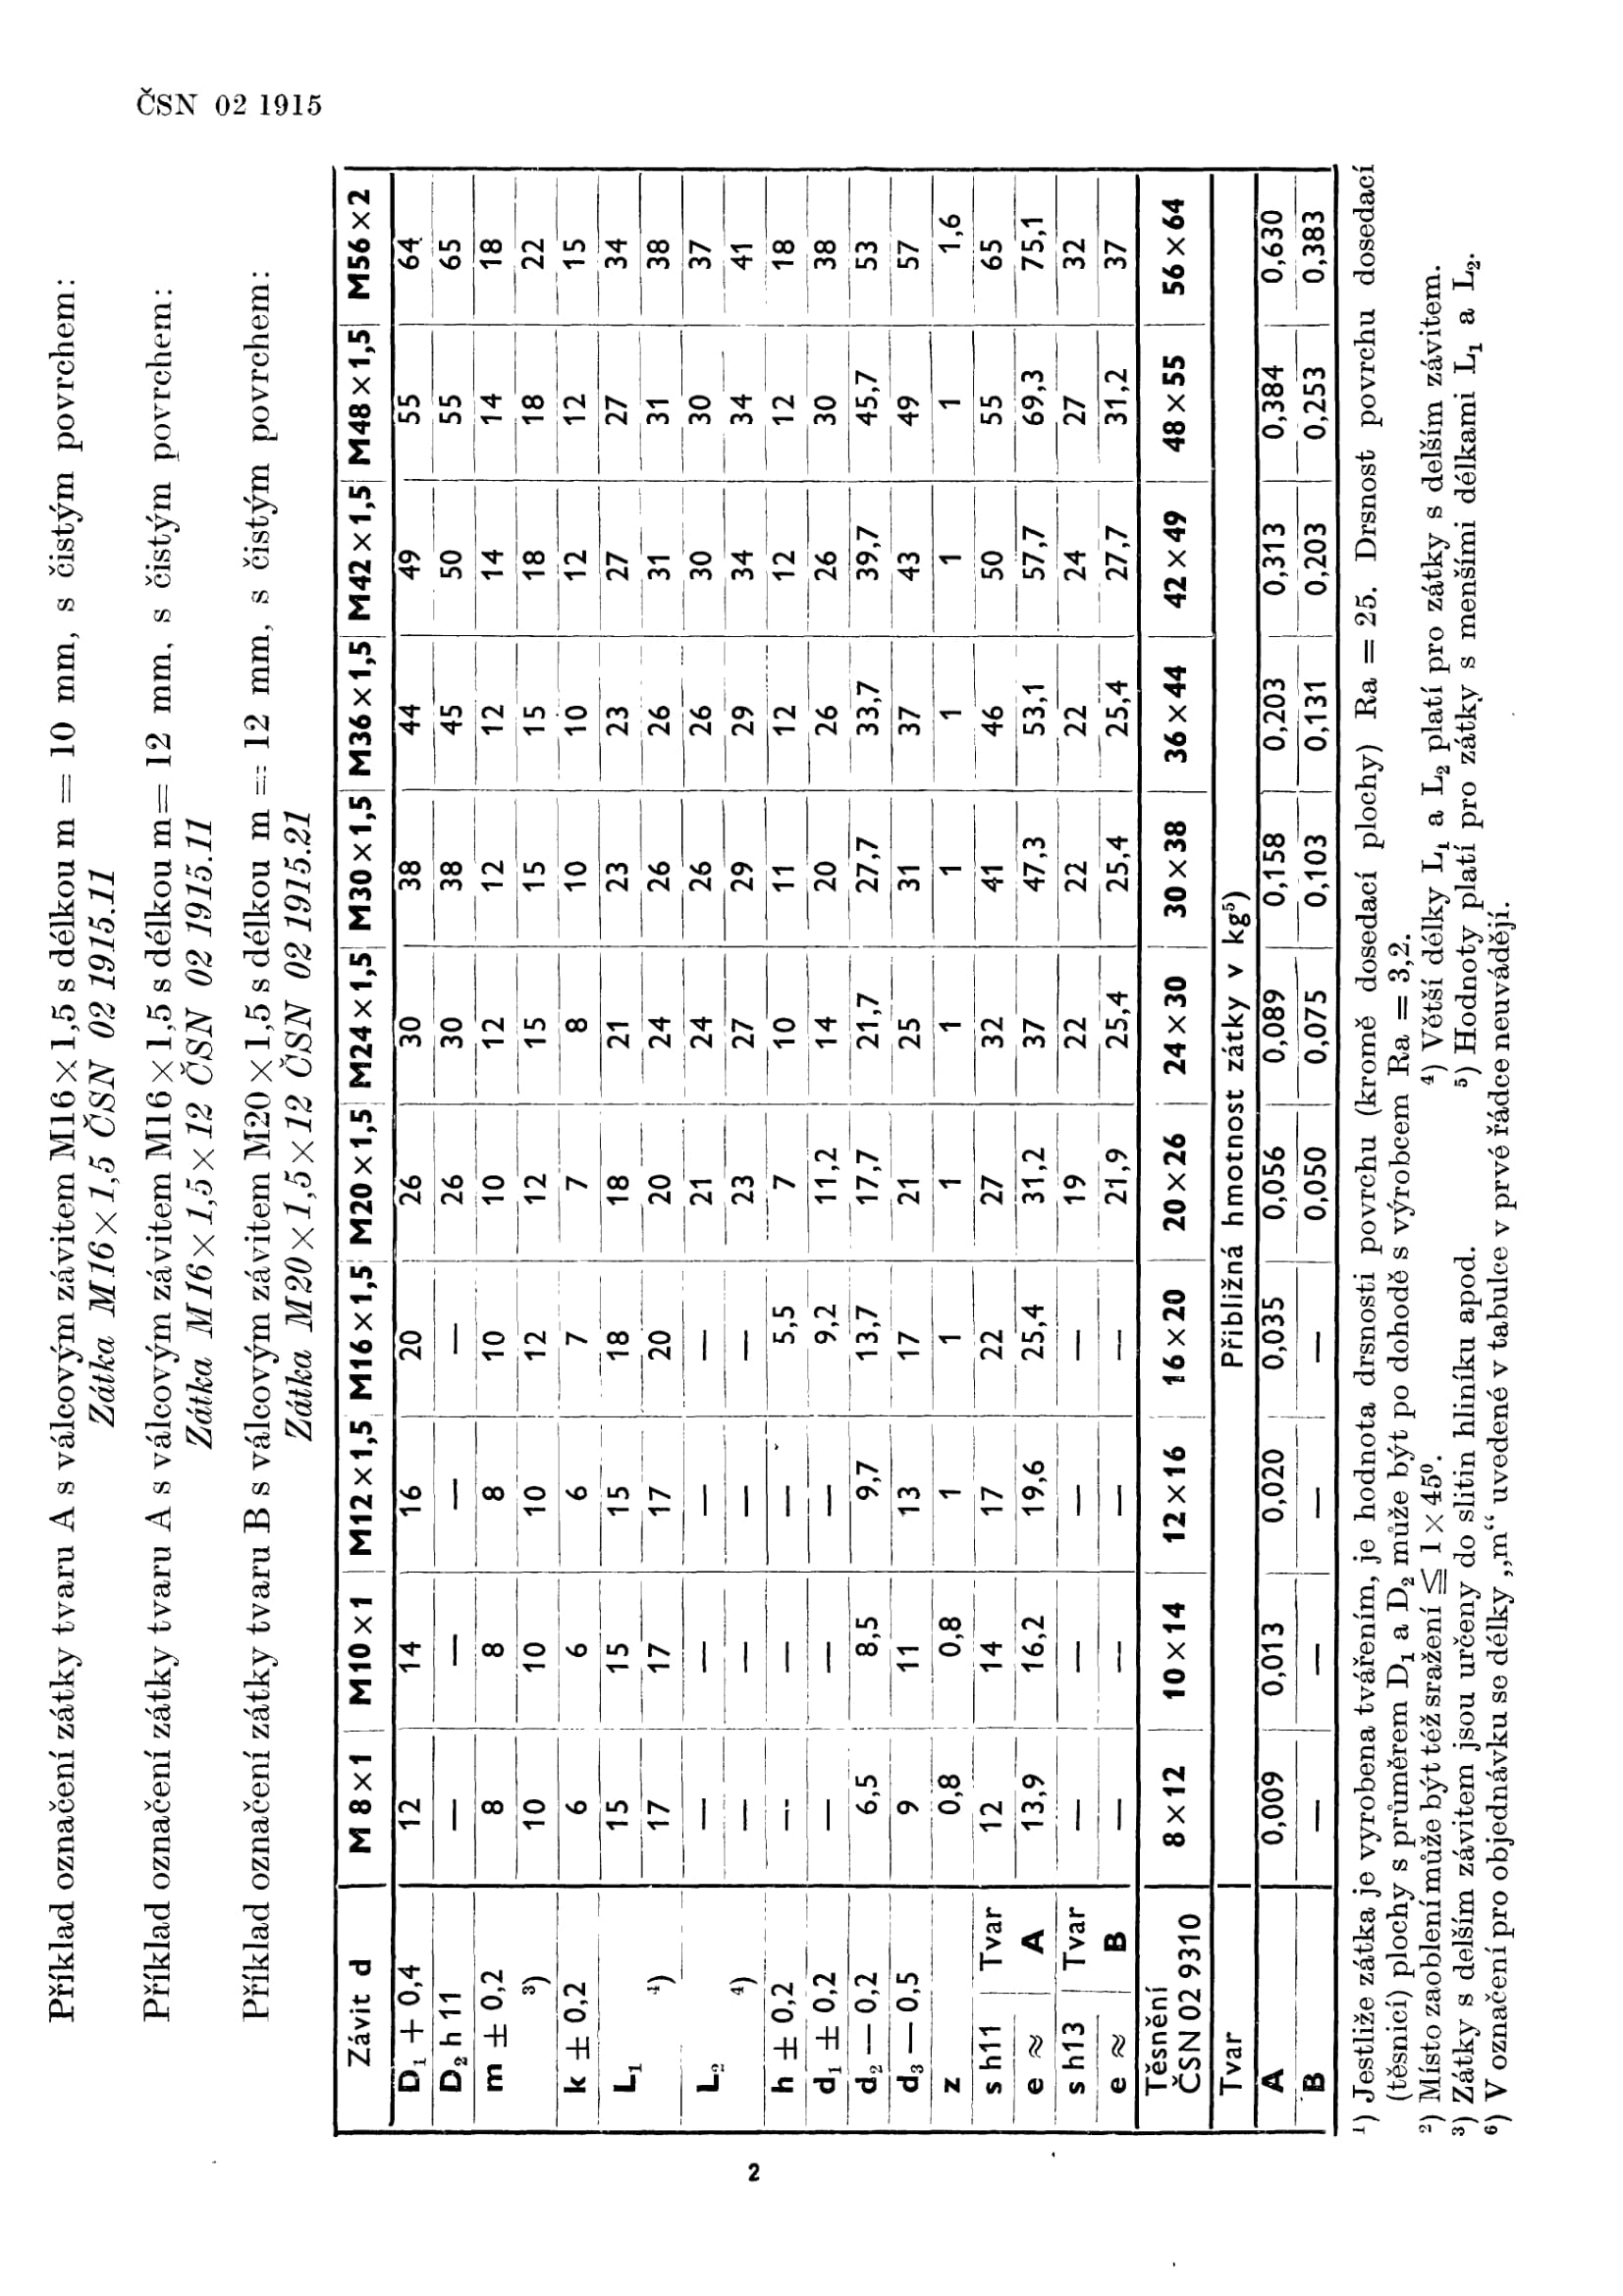 ČSN 02 1915
Příklad označení zátky tvaru A s válcovým závitem M16×1,5 s délkou m = 10 mm, s čistým povrchem:
Zátka M16×1,5 ČSN 02 1915.11
Příklad označení zátky tvaru A s válcovým závitem M16×1,5 s délkou m = 12 mm, s čistým povrchem:
Zátka M16×1,5×12 ČSN 02 1915.11
Příklad označení zátky tvaru B s válcovým závitem M20×1,5 s délkou m = 12 mm, s čistým povrchem:
Zátka M20×1,5×12 ČSN 02 1915.21
Závit d M 8×1 M10×1 M12×1,5 M16×1,5 M20×1,5 M24×1,5 M30×1,5 M36×1,5 M42×1,5 M48×1,5 M56×2
D₁ + 0,4 12 14 16 20 26 30 38 44 49 55 64
D₂ h 11 — — — — 26 30 38 45 50 55 65
m ± 0,2 8 8 8 10 10 12 12 12 14 14 18
³) 10 10 10 12 12 15 15 15 18 18 22
k ± 0,2 6 6 6 7 7 8 10 10 12 12 15
L₁ 15 15 15 18 18 21 23 23 27 27 34
⁴) 17 17 17 20 20 24 26 26 31 31 38
L₂ — — — — 21 24 26 26 30 30 37
⁴) — — — — 23 27 29 29 34 34 41
h ± 0,2 — — — 5,5 7 10 11 12 12 12 18
d₁ ± 0,2 — — — 9,2 11,2 14 20 26 26 30 38
d₂ — 0,2 6,5 8,5 9,7 13,7 17,7 21,7 27,7 33,7 39,7 45,7 53
d₃ — 0,5 9 11 13 17 21 25 31 37 43 49 57
z 0,8 0,8 1 1 1 1 1 1 1 1 1,6
s h11 Tvar 12 14 17 22 27 32 41 46 50 55 65
e ≈ A 13,9 16,2 19,6 25,4 31,2 37 47,3 53,1 57,7 69,3 75,1
s h13 Tvar — — — — 19 22 22 22 24 27 32
e ≈ B — — — — 21,9 25,4 25,4 25,4 27,7 31,2 37
Těsnění
ČSN 02 9310 8×12 10×14 12×16 16×20 20×26 24×30 30×38 36×44 42×49 48×55 56×64
Tvar Přibližná hmotnost zátky v kg⁵)
A 0,009 0,013 0,020 0,035 0,056 0,089 0,158 0,203 0,313 0,384 0,630
B — — — — 0,050 0,075 0,103 0,131 0,203 0,253 0,383
¹) Jestliže zátka je vyrobena tvářením, je hodnota drsnosti povrchu (kromě dosedací plochy) Ra = 25. Drsnost povrchu dosedací
(těsnicí) plochy s průměrem D₁ a D₂ může být po dohodě s výrobcem Ra = 3,2.
²) Místo zaoblení může být též sražení ≦ 1×45°.
³) Zátky s delším závitem jsou určeny do slitin hliníku apod.
⁴) Větší délky L₁ a L₂ platí pro zátky s delším závitem.
⁵) Hodnoty platí pro zátky s menšími délkami L₁ a L₂.
⁶) V označení pro objednávku se délky „m“ uvedené v tabulce v prvé řádce neuvádějí.
2